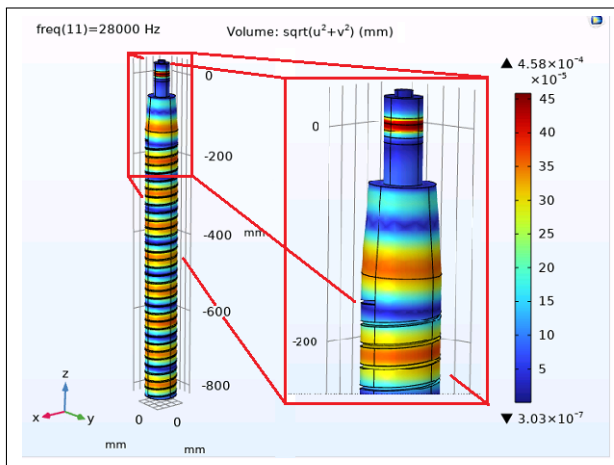 freq(11)=28000 Hz
Volume: sqrt(u²+v²) (mm)
▲ 4.58×10⁻⁴
×10⁻⁵
45
40
35
30
25
20
15
10
5
▼ 3.03×10⁻⁷
0
-200
-400
mm
-600
-800
0
-200
z
x
y
0
0
mm
mm